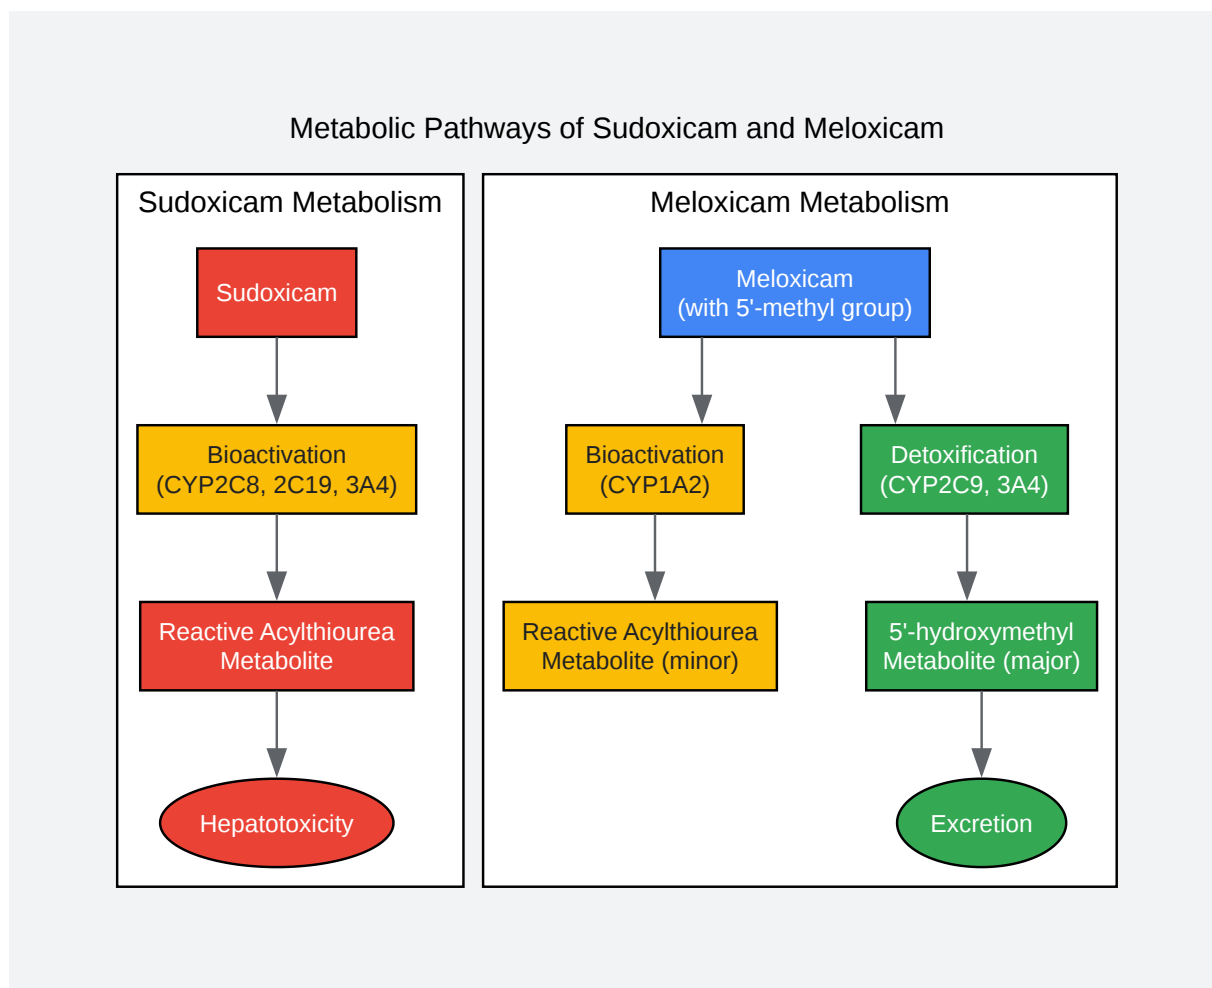 Metabolic Pathways of Sudoxicam and Meloxicam
Sudoxicam Metabolism
Sudoxicam
Bioactivation
(CYP2C8, 2C19, 3A4)
Reactive Acylthiourea
Metabolite
Hepatotoxicity
Meloxicam Metabolism
Meloxicam
(with 5'-methyl group)
Bioactivation
(CYP1A2)
Reactive Acylthiourea
Metabolite (minor)
Detoxification
(CYP2C9, 3A4)
5'-hydroxymethyl
Metabolite (major)
Excretion